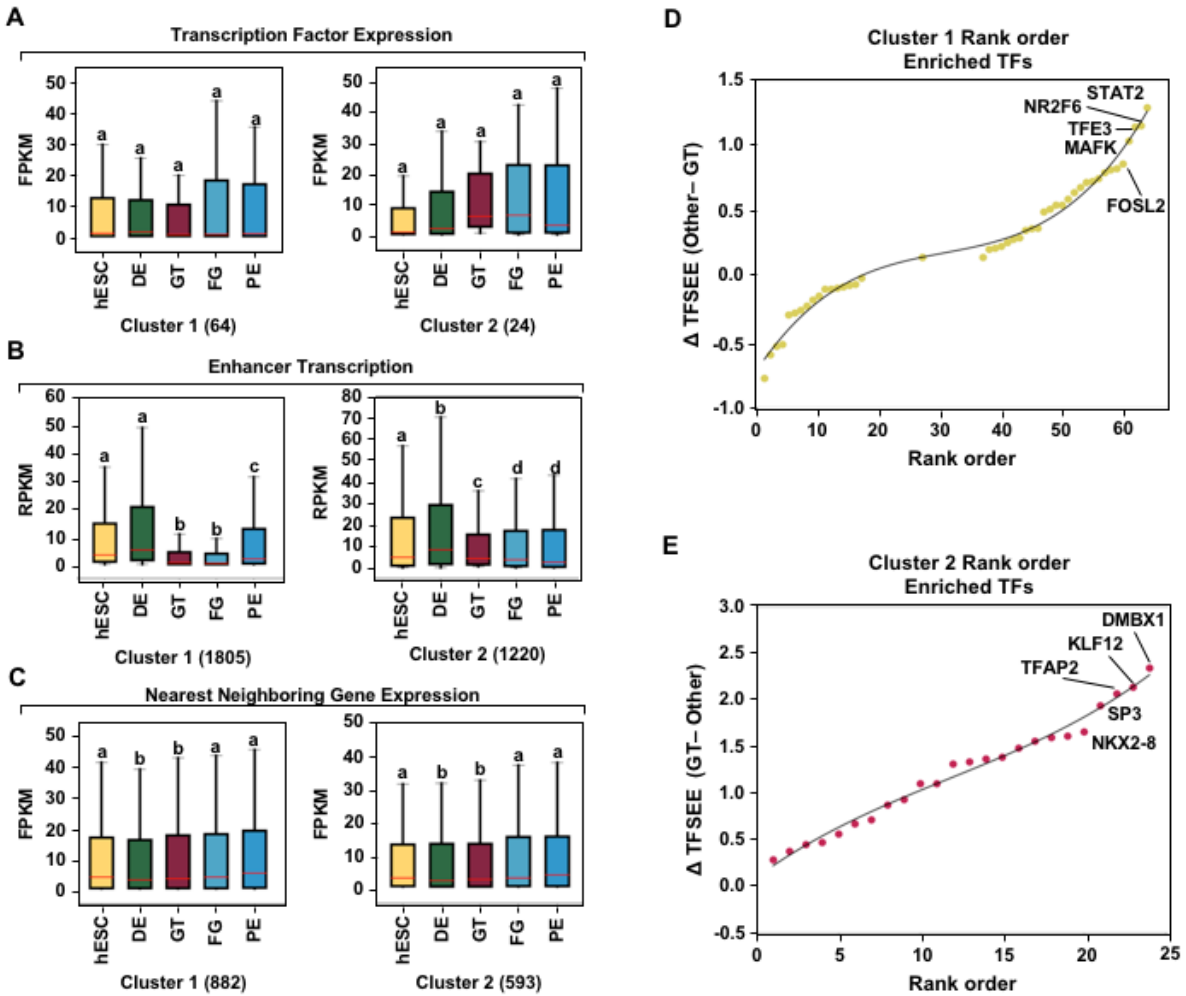 A
Transcription Factor Expression
FPKM
50
40
30
20
10
0
a
a
a
a
a
hESC
DE
GT
FG
PE
Cluster 1 (64)
FPKM
50
40
30
20
10
0
a
a
a
a
a
hESC
DE
GT
FG
PE
Cluster 2 (24)
B
Enhancer Transcription
RPKM
60
50
40
30
20
10
0
a
a
b
b
c
hESC
DE
GT
FG
PE
Cluster 1 (1805)
RPKM
80
70
60
50
40
30
20
10
0
a
b
c
d
d
hESC
DE
GT
FG
PE
Cluster 2 (1220)
C
Nearest Neighboring Gene Expression
FPKM
50
40
30
20
10
0
a
b
b
a
a
hESC
DE
GT
FG
PE
Cluster 1 (882)
FPKM
50
40
30
20
10
0
a
b
b
a
a
hESC
DE
GT
FG
PE
Cluster 2 (593)
D
Cluster 1 Rank order
Enriched TFs
Δ TFSEE (Other– GT)
1.5
1.0
0.5
0.0
-0.5
-1.0
STAT2
NR2F6
TFE3
MAFK
FOSL2
0 10 20 30 40 50 60
Rank order
E
Cluster 2 Rank order
Enriched TFs
Δ TFSEE (GT– Other)
3.0
2.5
2.0
1.5
1.0
0.5
0.0
-0.5
DMBX1
KLF12
TFAP2
SP3
NKX2-8
0 5 10 15 20 25
Rank order